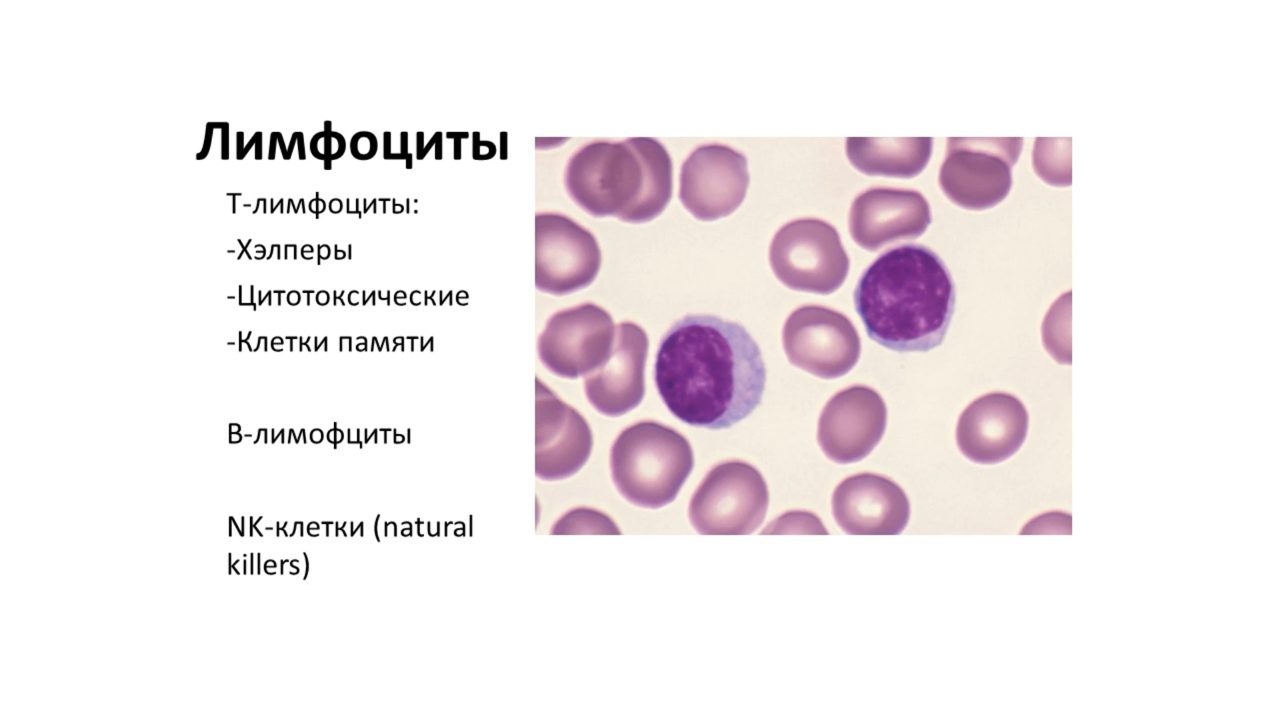 Лимфоциты
Т-лимфоциты:
-Хэлперы
-Цитотоксические
-Клетки памяти
В-лимофциты
NK-клетки (natural
killers)